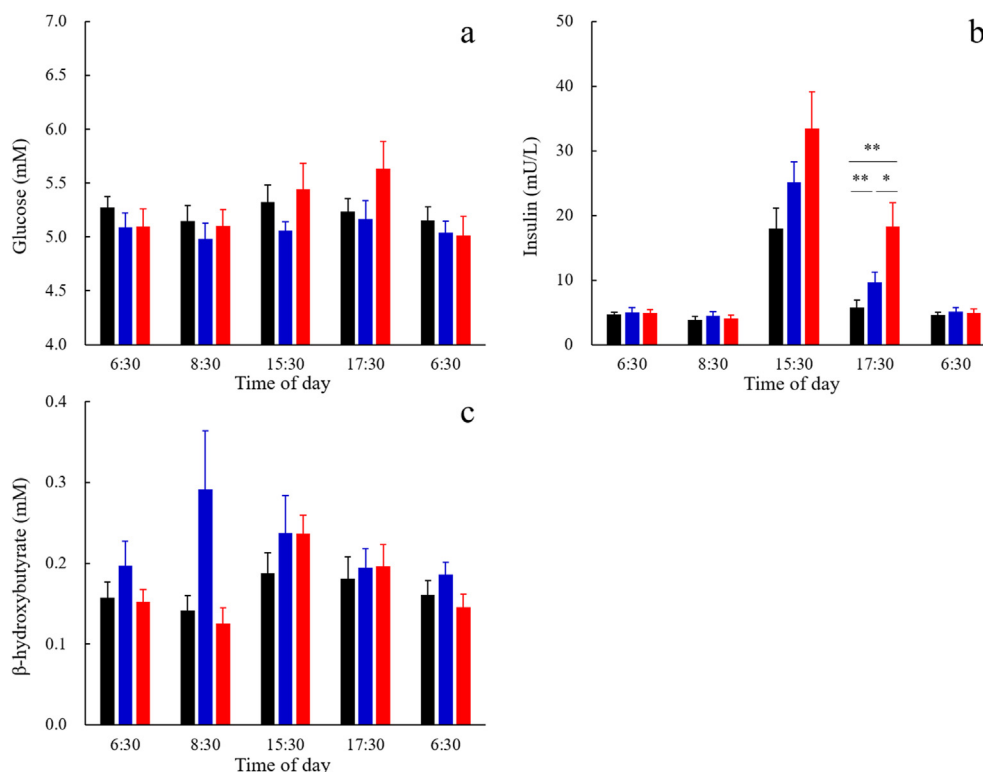 a
Glucose (mM)
7.0
6.5
6.0
5.5
5.0
4.5
4.0
6:30 8:30 15:30 17:30 6:30
Time of day
b
Insulin (mU/L)
50
40
30
20
10
0
**
** *
6:30 8:30 15:30 17:30 6:30
Time of day
c
β-hydroxybutyrate (mM)
0.4
0.3
0.2
0.1
0.0
6:30 8:30 15:30 17:30 6:30
Time of day